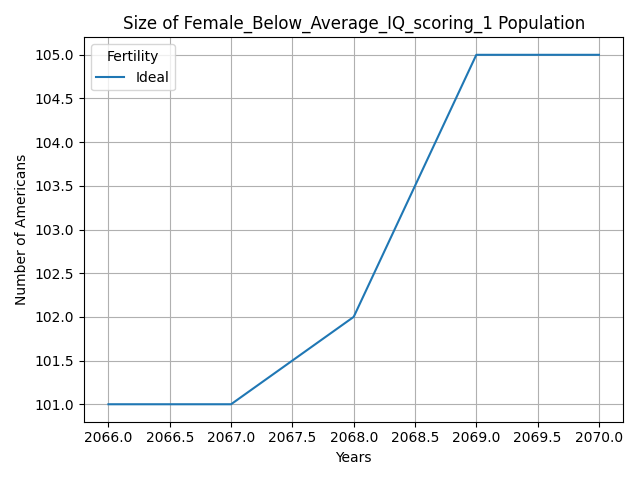 Size of Female_Below_Average_IQ_scoring_1 Population
Fertility
Ideal
105.0
104.5
104.0
103.5
103.0
102.5
102.0
101.5
101.0
Number of Americans
2066.0 2066.5 2067.0 2067.5 2068.0 2068.5 2069.0 2069.5 2070.0
Years